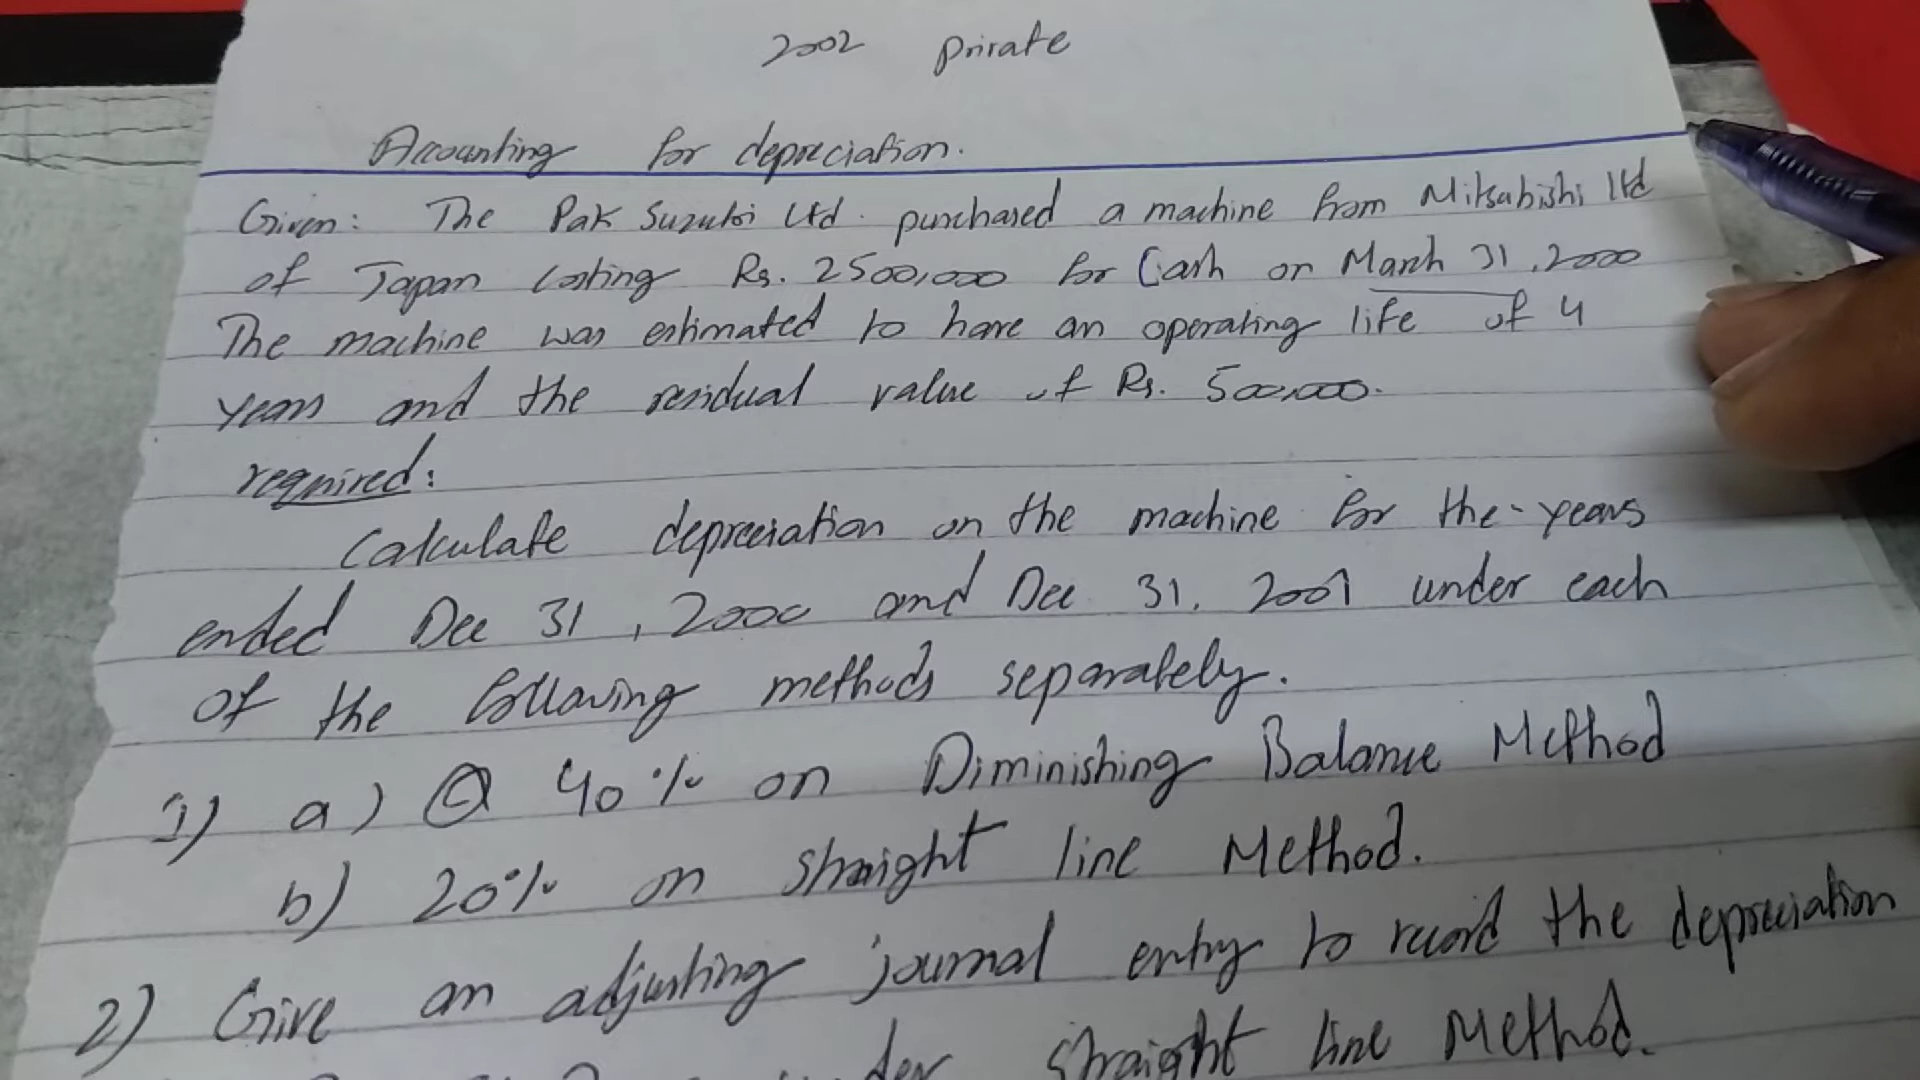 2002 private
Accounting for depreciation.
Given: The Pak Suzuki Ltd. purchased a machine from Mitsubishi ltd
of Japan costing Rs. 2500,000 for Cash on March 31, 2000
The machine was estimated to have an operating life of 4
years and the residual value of Rs. 500,000.
required:
Calculate depreciation on the machine for the years
ended Dec 31, 2000 and Dec 31, 2001 under each
of the following methods separately.
1) a) @ 40% on Diminishing Balance Method
b) 20% on straight line Method.
2) Give an adjusting journal entry to record the depreciation
straight line Method.